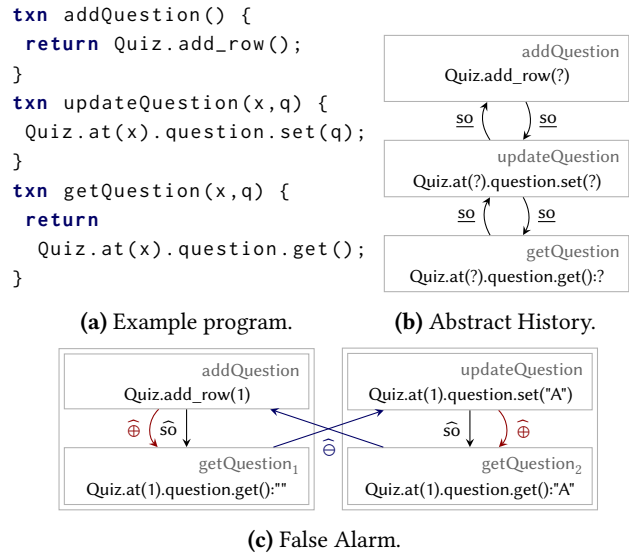 txn addQuestion() {
return Quiz.add_row();
}
txn updateQuestion(x,q) {
Quiz.at(x).question.set(q);
}
txn getQuestion(x,q) {
return
Quiz.at(x).question.get();
}
(a) Example program.
addQuestion
Quiz.add_row(?)
so so
updateQuestion
Quiz.at(?).question.set(?)
so so
getQuestion
Quiz.at(?).question.get():?
(b) Abstract History.
addQuestion
Quiz.add_row(1)
⊕̂ ŝo
getQuestion₁
Quiz.at(1).question.get():""
⊖̂
updateQuestion
Quiz.at(1).question.set("A")
ŝo ⊕̂
getQuestion₂
Quiz.at(1).question.get():"A"
(c) False Alarm.